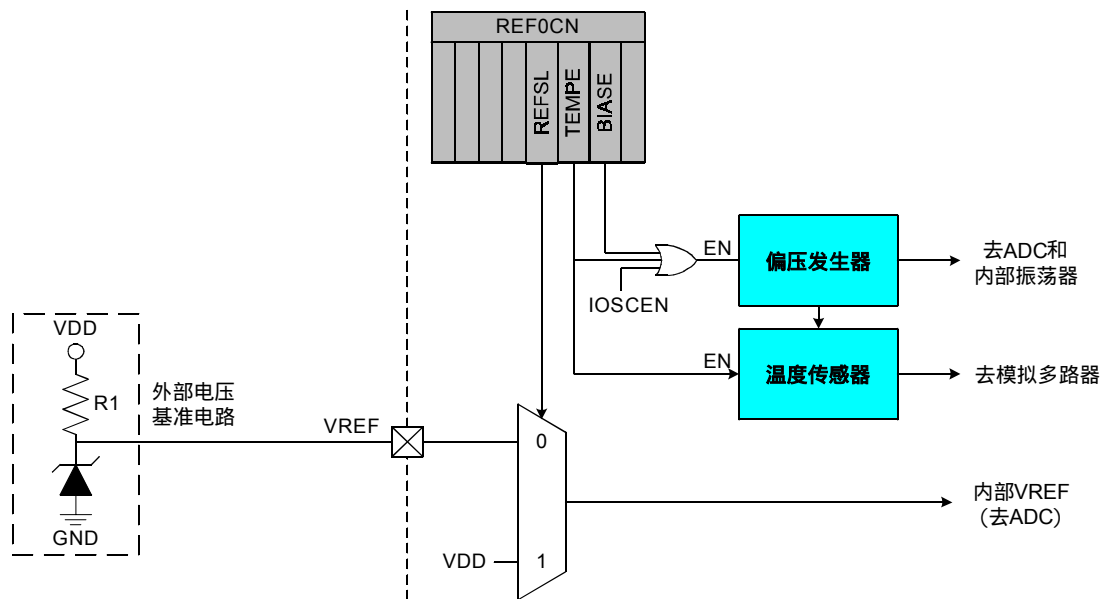 REF0CN
REFSL
TEMPE
BIASE
EN
偏压发生器
去ADC和
内部振荡器
IOSCEN
EN
温度传感器
去模拟多路器
VDD
R1
GND
外部电压
基准电路
VREF
0
1
VDD
内部VREF
（去ADC）